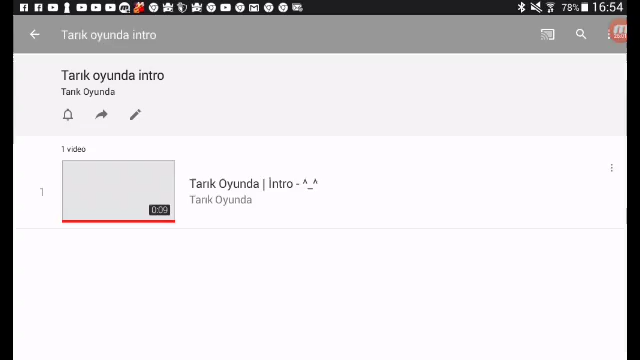 78% 16:54
Tarık oyunda intro
Tarık oyunda intro
Tarık Oyunda
1 video
1
0:09
Tarık Oyunda | İntro - ^_^
Tarık Oyunda